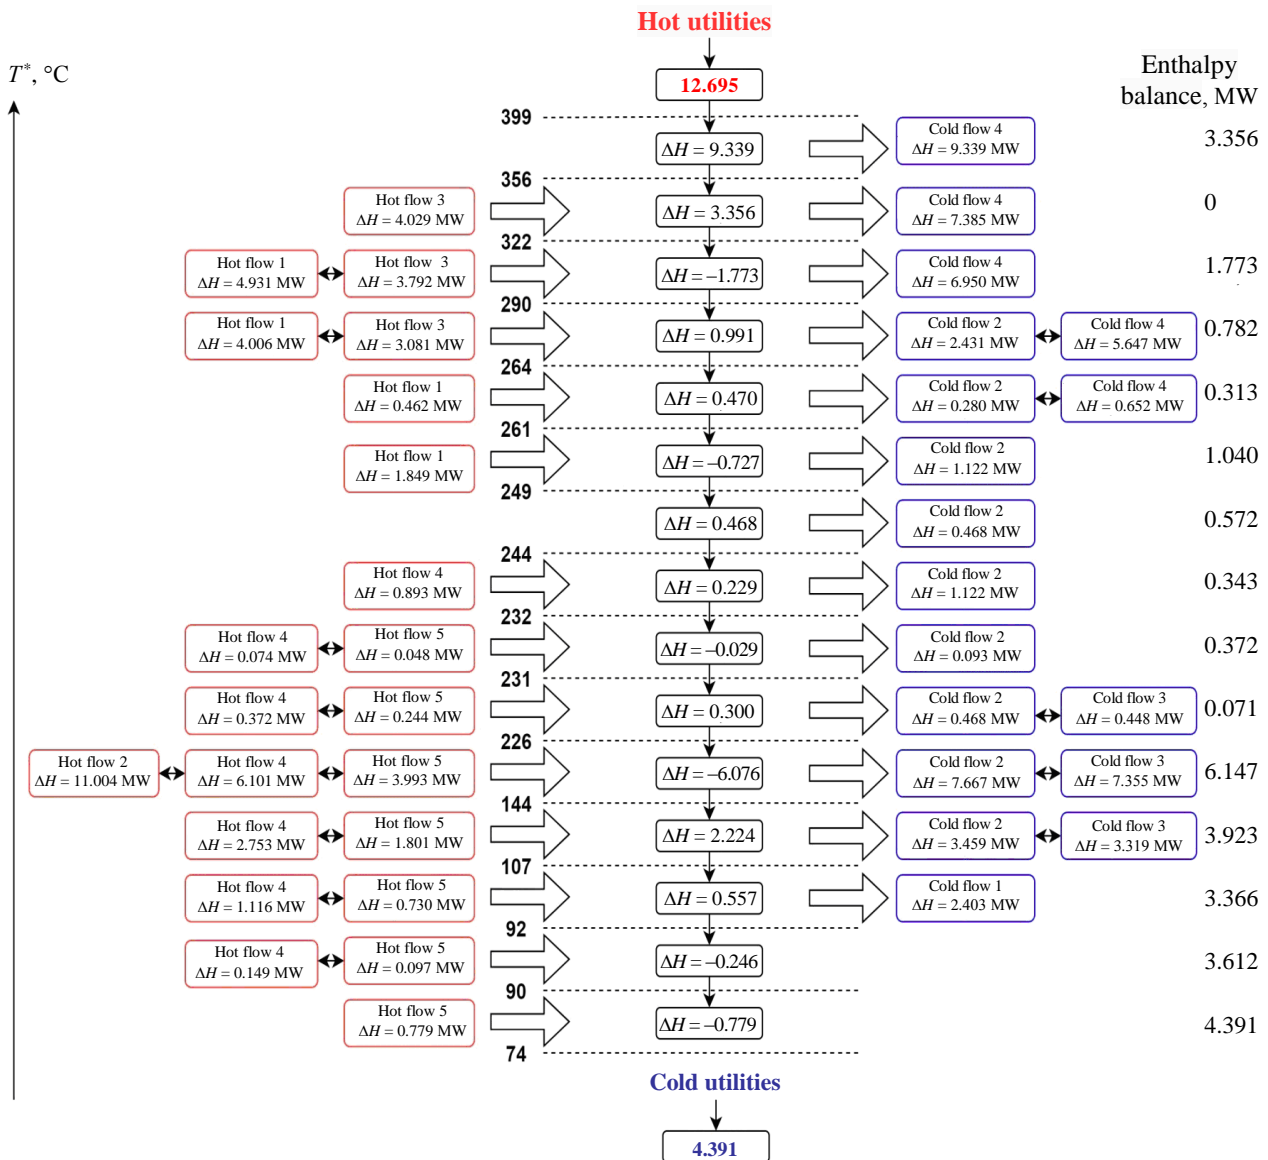 Hot utilities
T*, °C
Enthalpy
balance, MW
12.695
399
Cold flow 4
ΔH = 9.339 MW
ΔH = 9.339
3.356
356
Hot flow 3
ΔH = 4.029 MW
ΔH = 3.356
Cold flow 4
ΔH = 7.385 MW
0
322
Hot flow 1
ΔH = 4.931 MW
Hot flow 3
ΔH = 3.792 MW
ΔH = −1.773
Cold flow 4
ΔH = 6.950 MW
1.773
290
Hot flow 1
ΔH = 4.006 MW
Hot flow 3
ΔH = 3.081 MW
ΔH = 0.991
Cold flow 2
ΔH = 2.431 MW
Cold flow 4
ΔH = 5.647 MW
0.782
264
Hot flow 1
ΔH = 0.462 MW
ΔH = 0.470
Cold flow 2
ΔH = 0.280 MW
Cold flow 4
ΔH = 0.652 MW
0.313
261
Hot flow 1
ΔH = 1.849 MW
ΔH = −0.727
Cold flow 2
ΔH = 1.122 MW
1.040
249
ΔH = 0.468
Cold flow 2
ΔH = 0.468 MW
0.572
244
Hot flow 4
ΔH = 0.893 MW
ΔH = 0.229
Cold flow 2
ΔH = 1.122 MW
0.343
232
Hot flow 4
ΔH = 0.074 MW
Hot flow 5
ΔH = 0.048 MW
ΔH = −0.029
Cold flow 2
ΔH = 0.093 MW
0.372
231
Hot flow 4
ΔH = 0.372 MW
Hot flow 5
ΔH = 0.244 MW
ΔH = 0.300
Cold flow 2
ΔH = 0.468 MW
Cold flow 3
ΔH = 0.448 MW
0.071
226
Hot flow 2
ΔH = 11.004 MW
Hot flow 4
ΔH = 6.101 MW
Hot flow 5
ΔH = 3.993 MW
ΔH = −6.076
Cold flow 2
ΔH = 7.667 MW
Cold flow 3
ΔH = 7.355 MW
6.147
144
Hot flow 4
ΔH = 2.753 MW
Hot flow 5
ΔH = 1.801 MW
ΔH = 2.224
Cold flow 2
ΔH = 3.459 MW
Cold flow 3
ΔH = 3.319 MW
3.923
107
Hot flow 4
ΔH = 1.116 MW
Hot flow 5
ΔH = 0.730 MW
ΔH = 0.557
Cold flow 1
ΔH = 2.403 MW
3.366
92
Hot flow 4
ΔH = 0.149 MW
Hot flow 5
ΔH = 0.097 MW
ΔH = −0.246
3.612
90
Hot flow 5
ΔH = 0.779 MW
ΔH = −0.779
4.391
74
Cold utilities
4.391